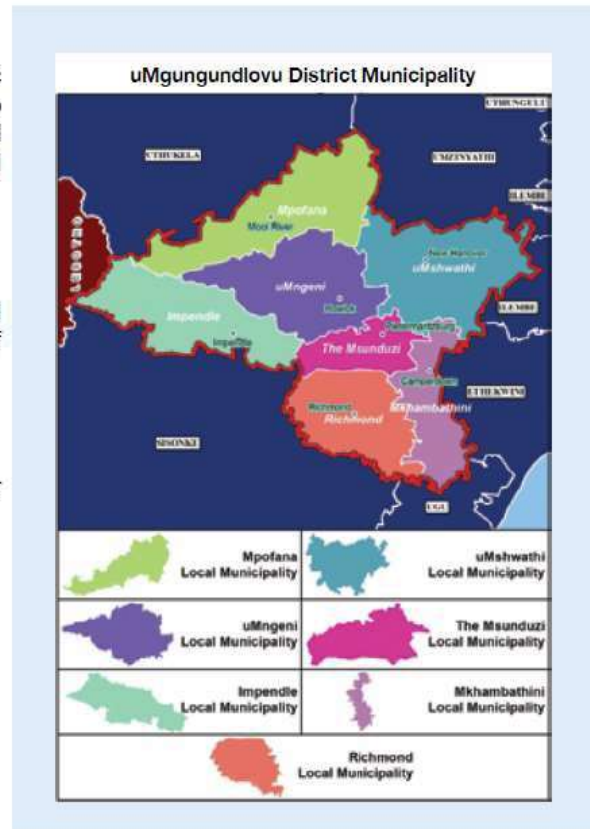 uMgungundlovu District Municipality
UTHUNGULU
UTHUKELA
UMZINYATHI
ILEMBE
LESOTHO
Mpofana
Mooi River
New Hanover
uMshwathi
uMngeni
Howick
ILEMBE
Impendle
Impendle
Pietermaritzburg
The Msunduzi
Camperdown
ETHEKWINI
Richmond
Richmond
Mkhambathini
SISONKE
UGU
Mpofana
Local Municipality
uMshwathi
Local Municipality
uMngeni
Local Municipality
The Msunduzi
Local Municipality
Impendle
Local Municipality
Mkhambathini
Local Municipality
Richmond
Local Municipality